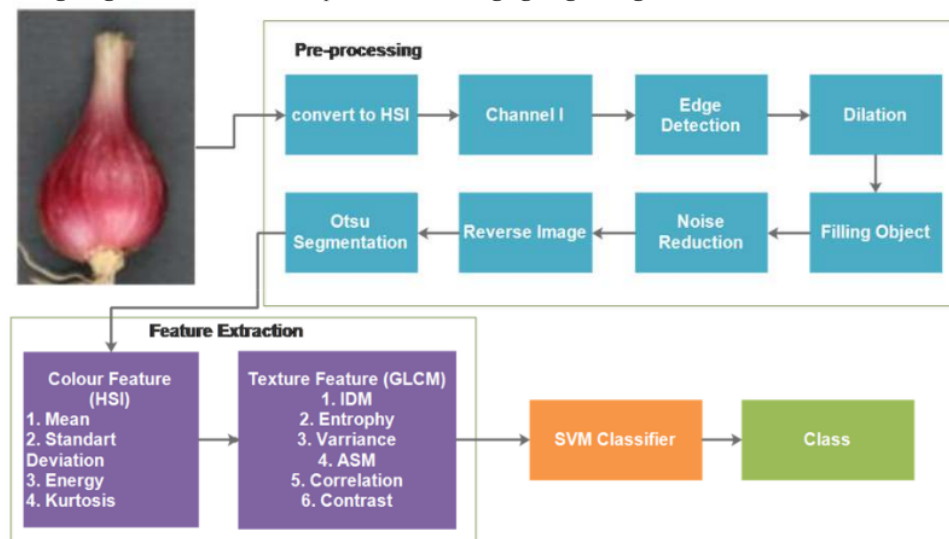 Pre-processing
convert to HSI
Channel I
Edge
Detection
Dilation
Otsu
Segmentation
Reverse Image
Noise
Reduction
Filling Object
Feature Extraction
Colour Feature
(HSI)
1. Mean
2. Standart
Deviation
3. Energy
4. Kurtosis
Texture Feature (GLCM)
1. IDM
2. Entrophy
3. Varriance
4. ASM
5. Correlation
6. Contrast
SVM Classifier
Class